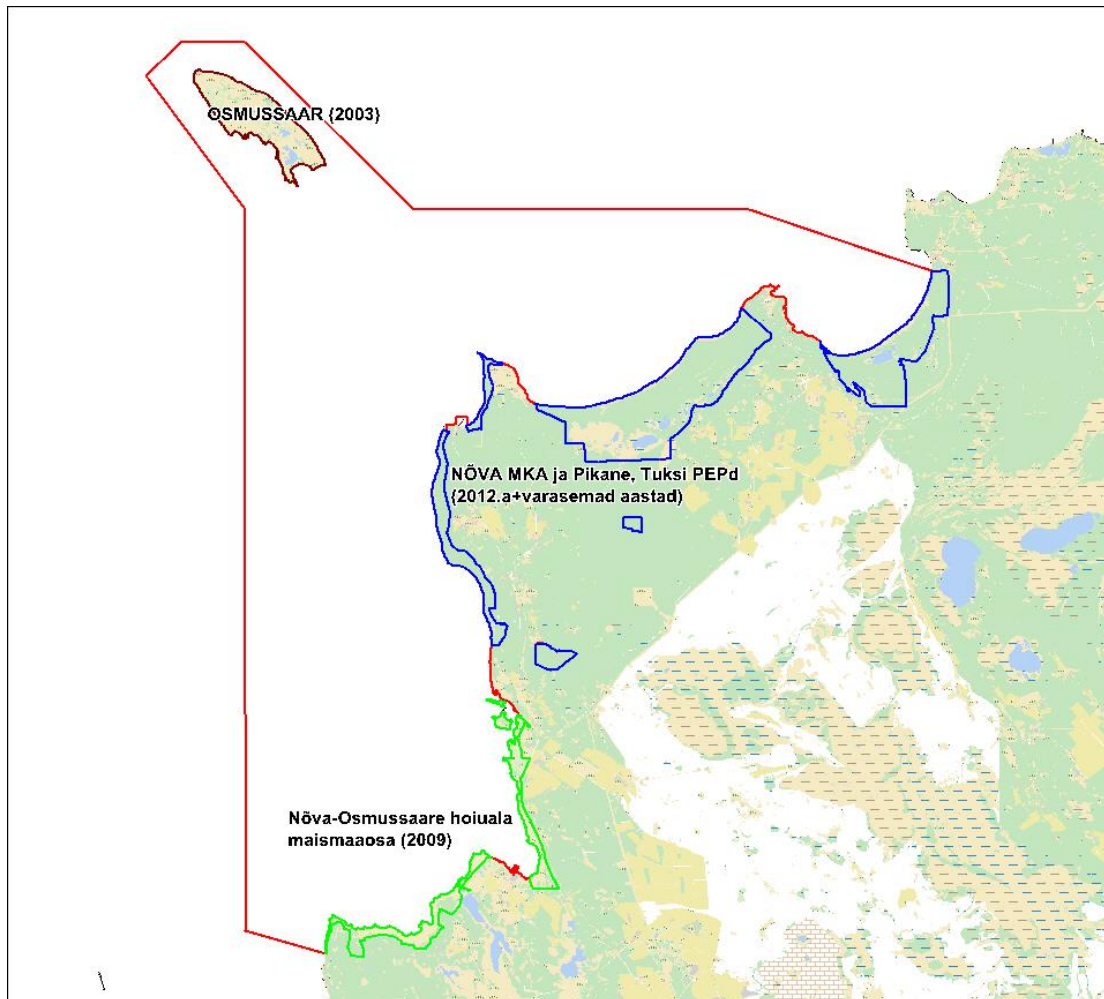 OSMUSSAAR (2003)
NÕVA MKA ja Pikane, Tuksi PEPd
(2012.a+varasemad aastad)
Nõva-Osmussaare hoiuala
maismaaosa (2009)